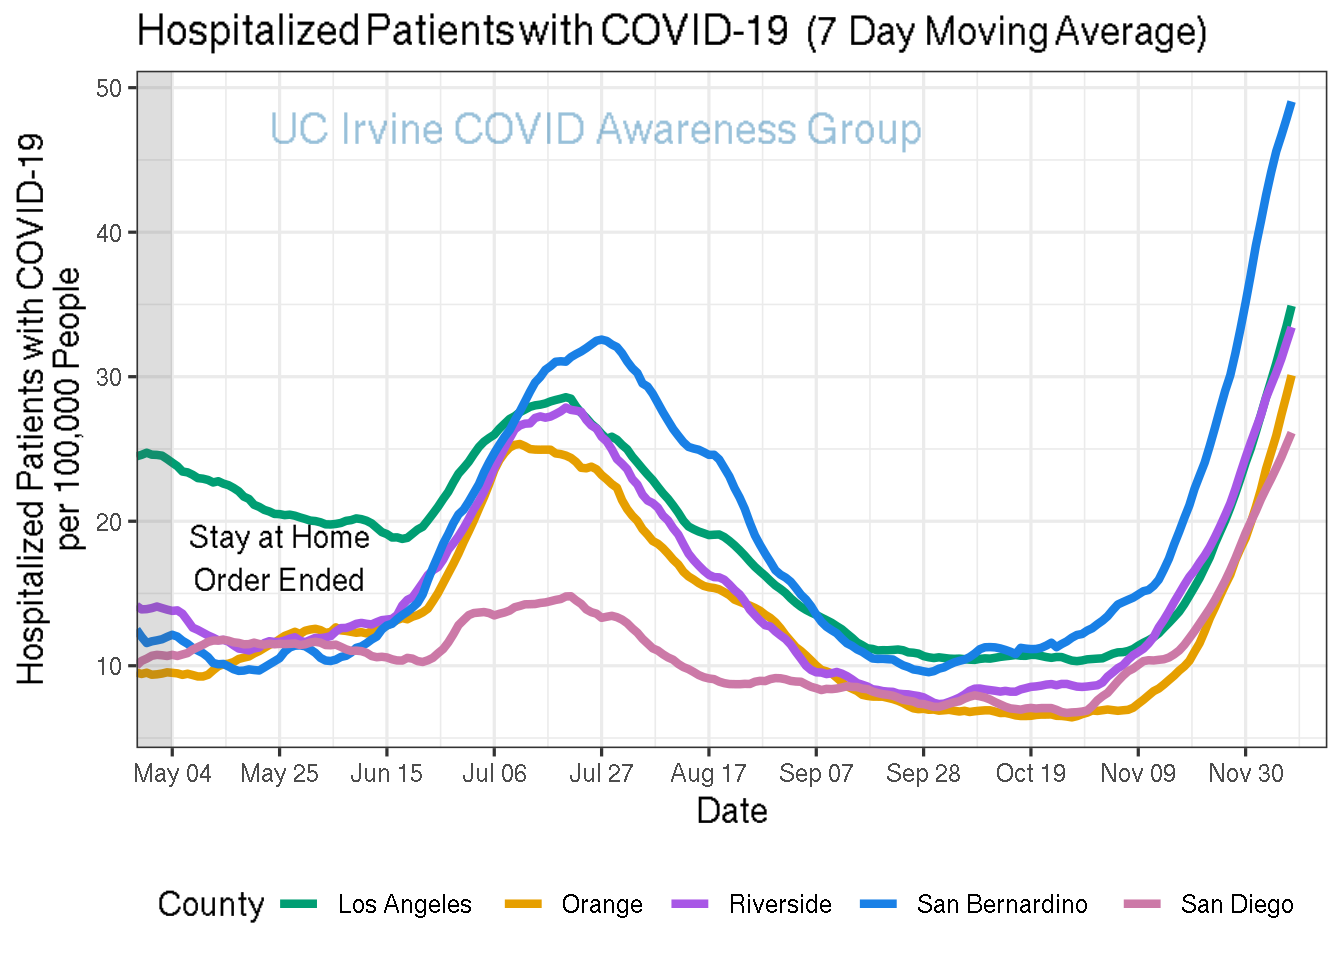 Hospitalized Patients with COVID-19 (7 Day Moving Average)
Hospitalized Patients with COVID-19
per 100,000 People
50
40
30
20
10
UC Irvine COVID Awareness Group
Stay at Home
Order Ended
May 04 May 25 Jun 15 Jul 06 Jul 27 Aug 17 Sep 07 Sep 28 Oct 19 Nov 09 Nov 30
Date
County Los Angeles Orange Riverside San Bernardino San Diego